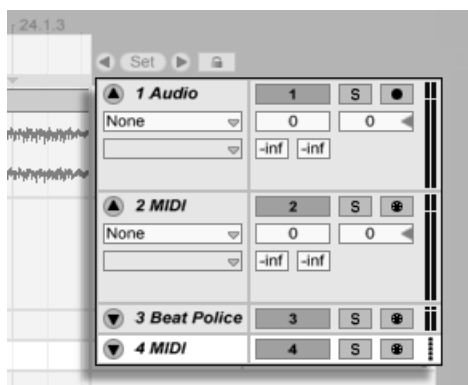 24.1.3
Set
1 Audio 1 S
None 0 0
-inf -inf
2 MIDI 2 S
None 0 0
-inf -inf
3 Beat Police 3 S
4 MIDI 4 S